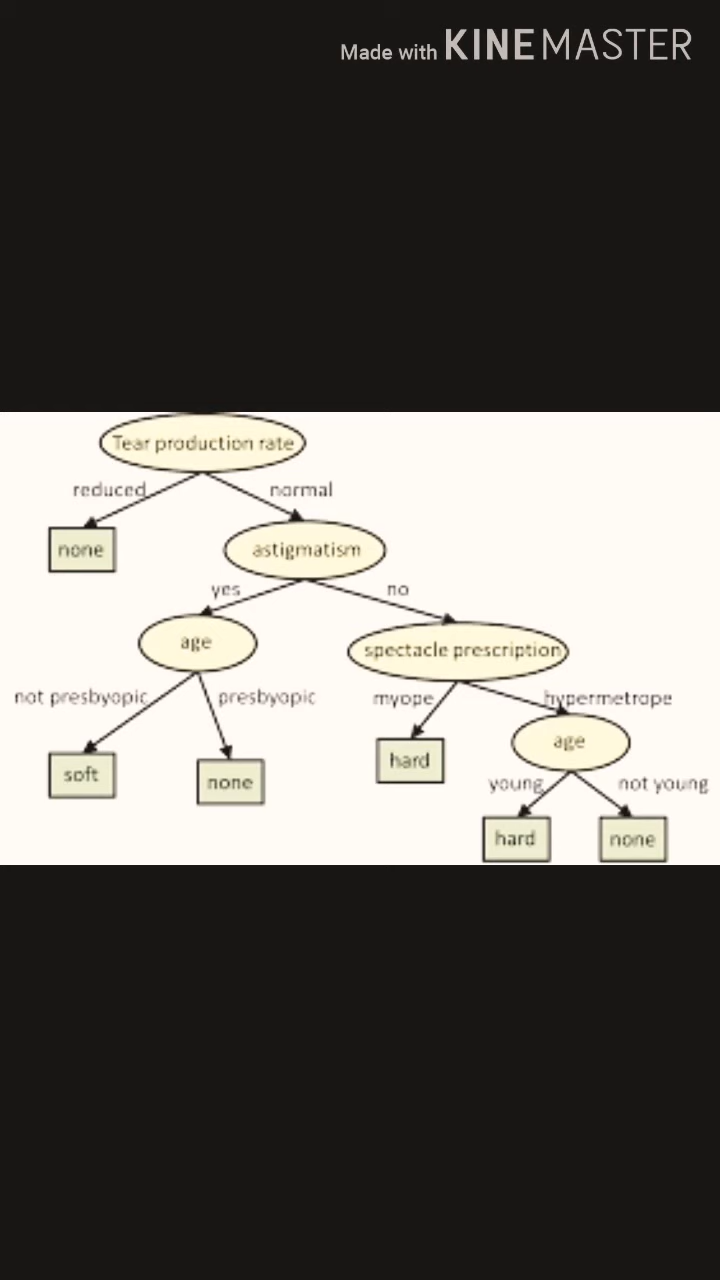 Made with KINEMASTER
Tear production rate
reduced
normal
none
astigmatism
yes
no
age
spectacle prescription
not presbyopic
presbyopic
myope
hypermetrope
soft
none
hard
age
young
not young
hard
none